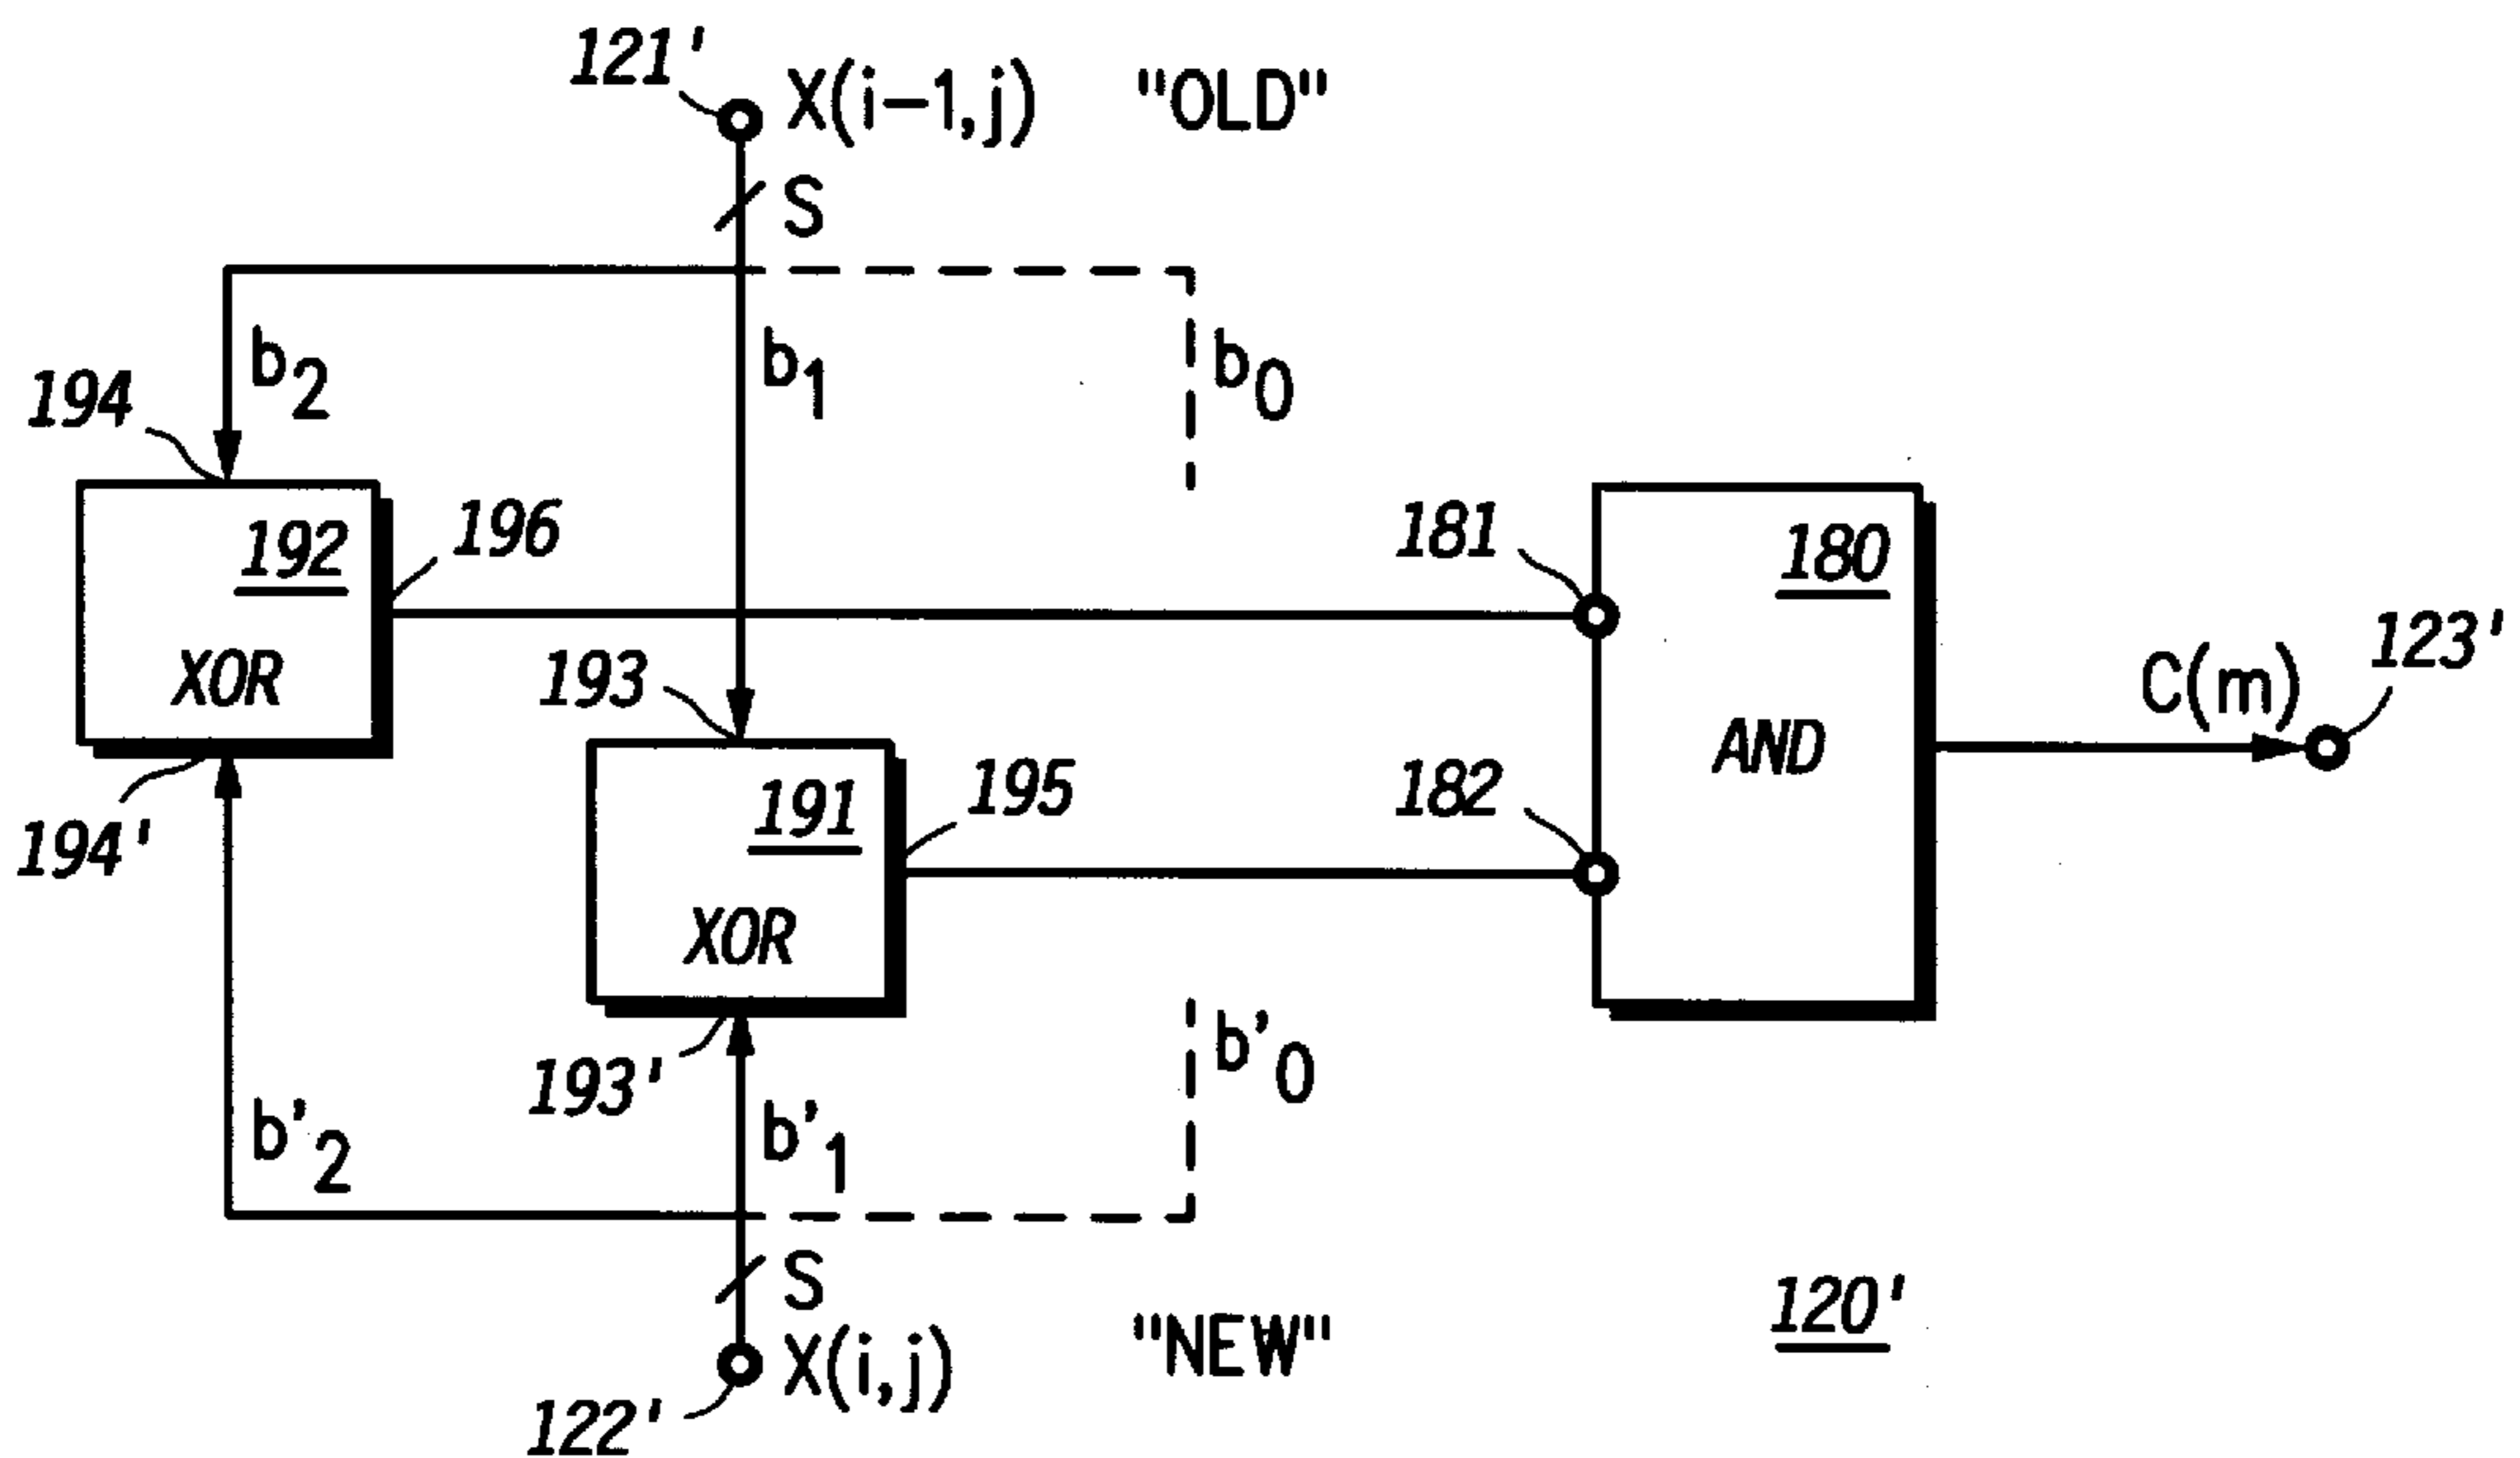 121'
X(i-1,j) "OLD"
S
b2
b1
b0
194
192
XOR
196
181
180
AND
193
191
XOR
195
182
C(m)
123'
194'
193'
b'0
b'2
b'1
S
X(i,j) "NEW"
122'
120'